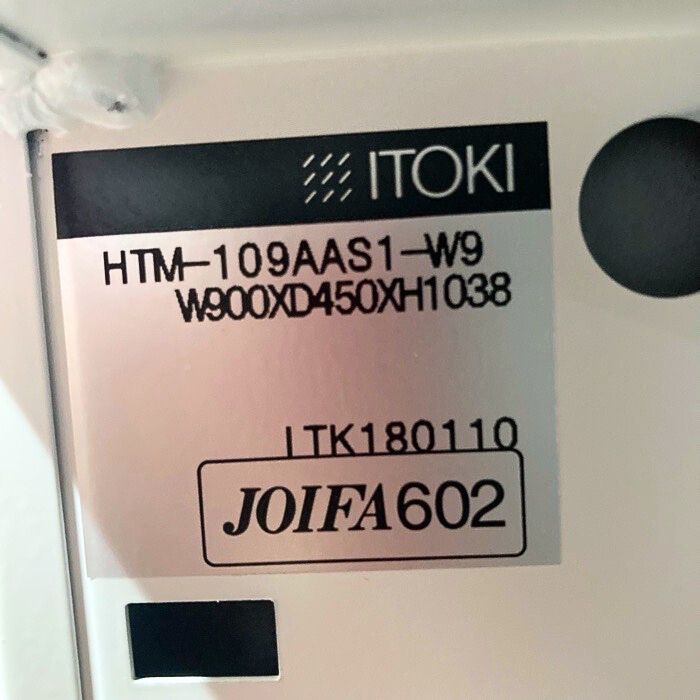 ITOKI
HTM-109AAS1-W9
W900XD450XH1038
ITK180110
JOIFA602